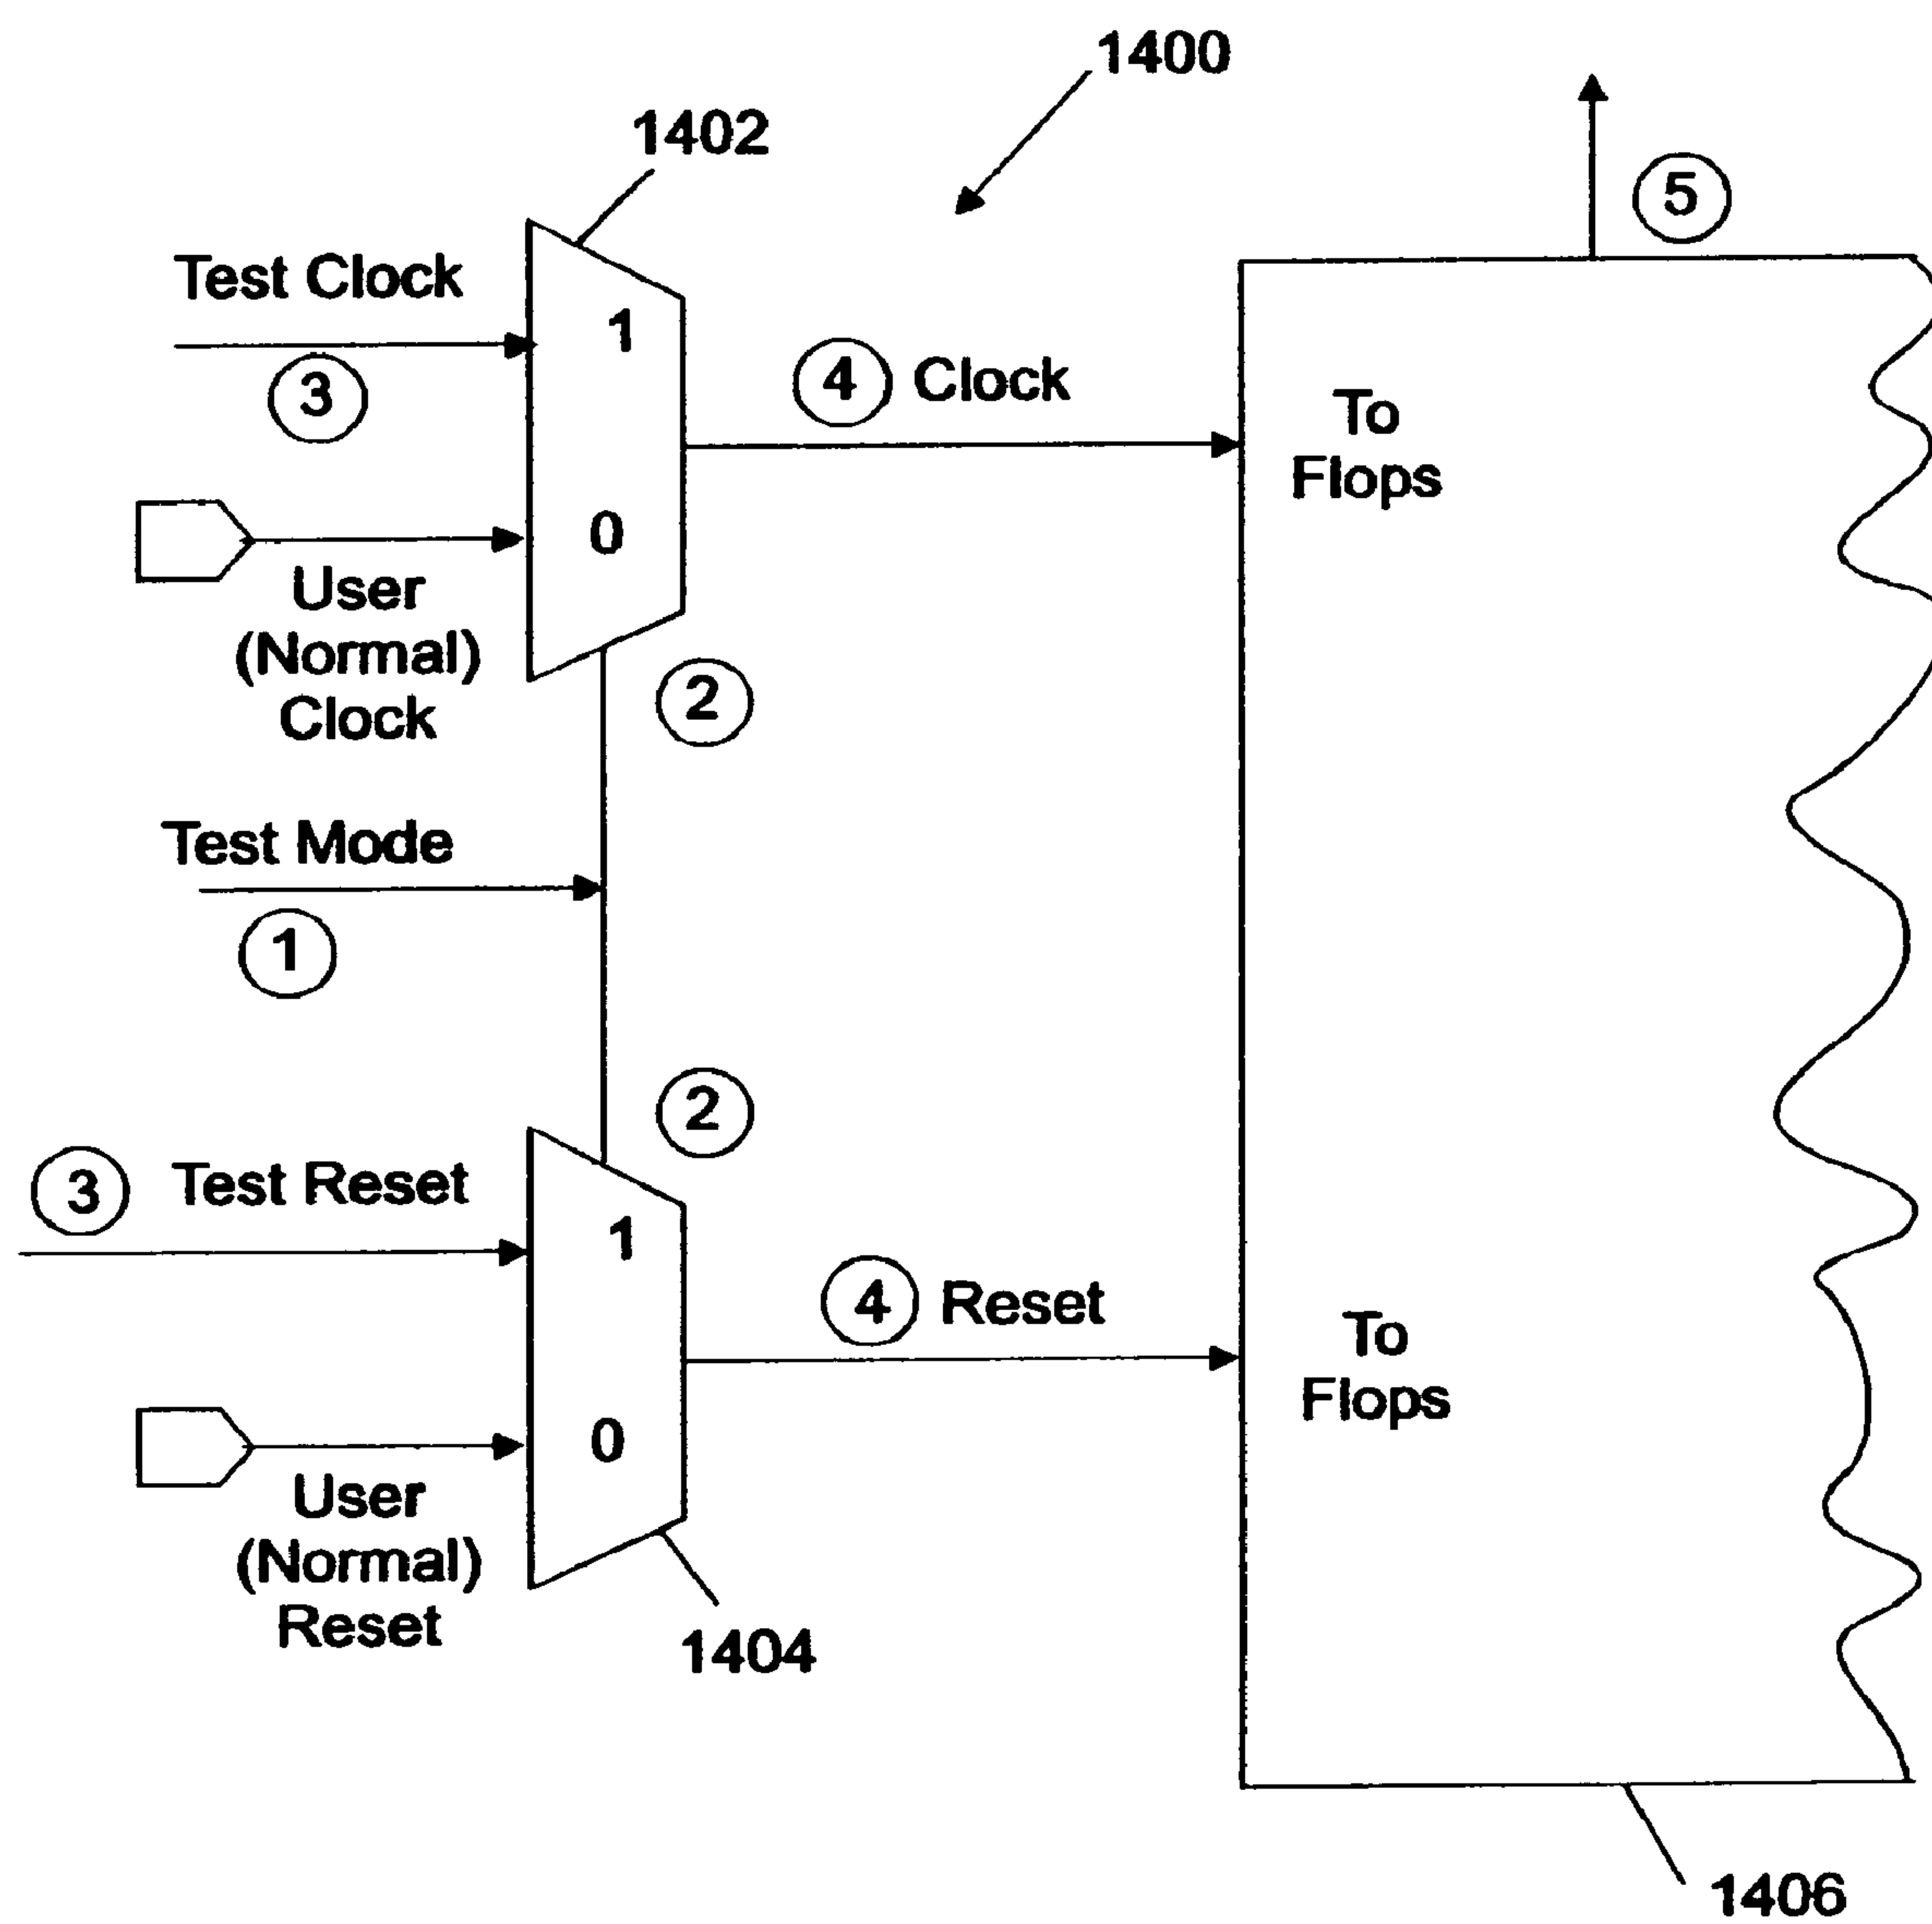 1400
1402
5
Test Clock
1
3
4 Clock
To
Flops
0
User
(Normal)
Clock
2
Test Mode
1
2
3 Test Reset
1
4 Reset
To
Flops
0
User
(Normal)
Reset
1404
1406